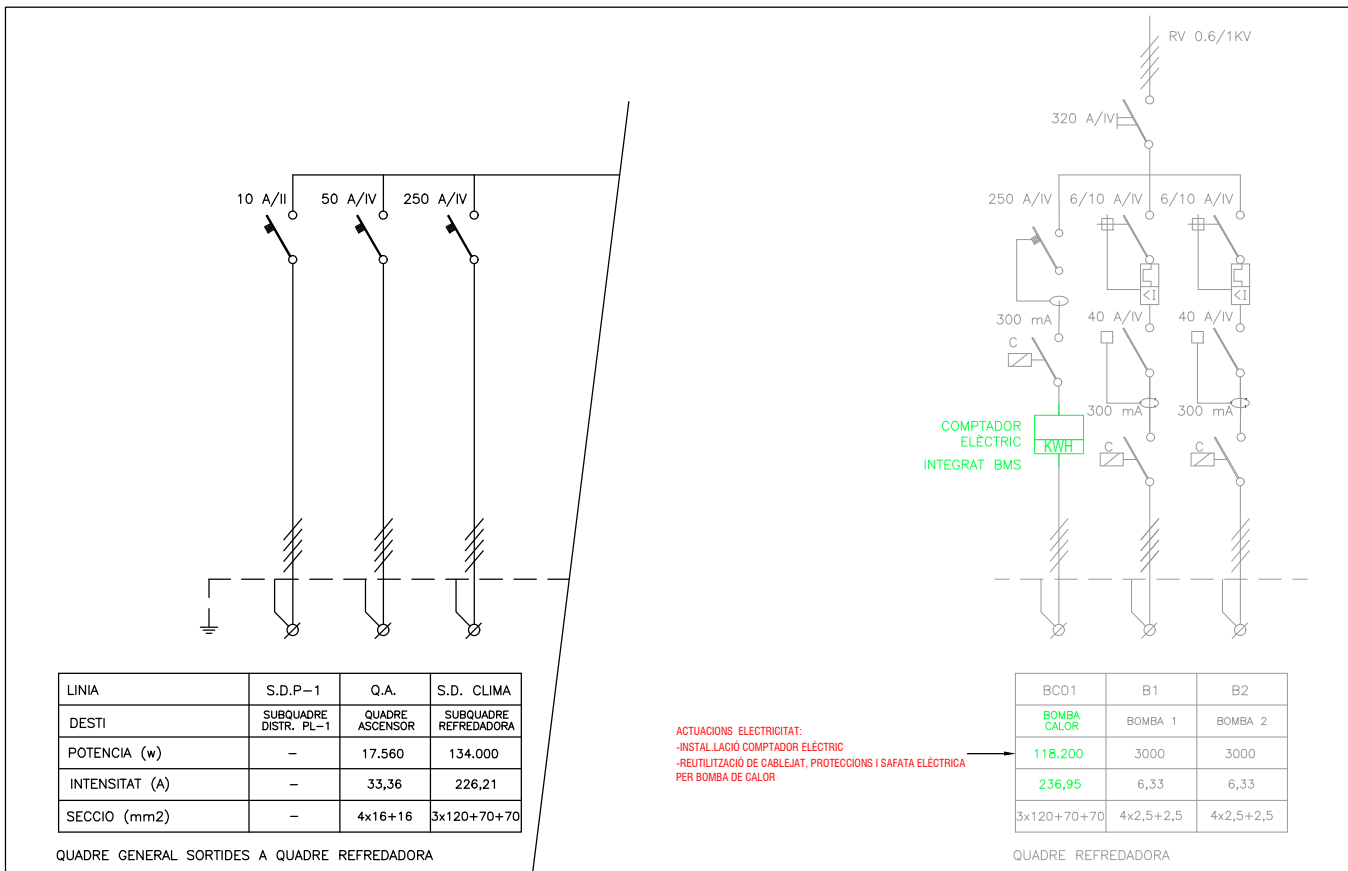 RV 0.6/1KV
320 A/IV
10 A/II 50 A/IV 250 A/IV
250 A/IV 6/10 A/IV 6/10 A/IV
<I <I
300 mA 40 A/IV 40 A/IV
C
300 mA 300 mA
COMPTADOR
ELÈCTRIC
KWH
INTEGRAT BMS
C C
LINIA S.D.P-1 Q.A. S.D. CLIMA
DESTI SUBQUADRE DISTR. PL-1 QUADRE ASCENSOR SUBQUADRE REFREDADORA
POTENCIA (w) - 17.560 134.000
INTENSITAT (A) - 33,36 226,21
SECCIO (mm2) - 4x16+16 3x120+70+70
QUADRE GENERAL SORTIDES A QUADRE REFREDADORA
ACTUACIONS ELECTRICITAT:
-INSTAL.LACIÓ COMPTADOR ELÈCTRIC
-REUTILITZACIÓ DE CABLEJAT, PROTECCIONS I SAFATA ELÈCTRICA
PER BOMBA DE CALOR
BC01 B1 B2
BOMBA CALOR BOMBA 1 BOMBA 2
118.200 3000 3000
236,95 6,33 6,33
3x120+70+70 4x2,5+2,5 4x2,5+2,5
QUADRE REFREDADORA